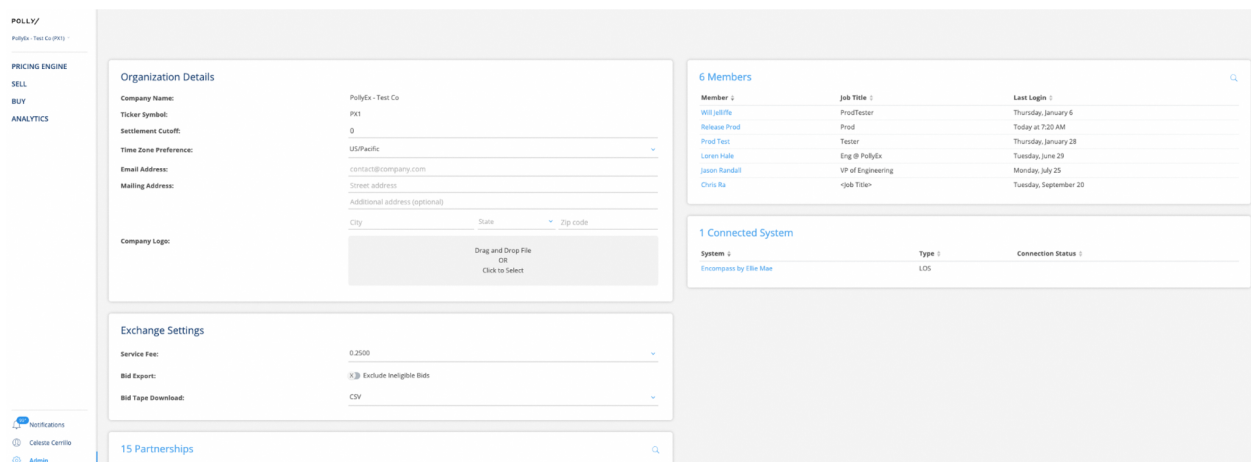 POLLY/
PollyEx - Test Co (PX1)
PRICING ENGINE
SELL
BUY
ANALYTICS
Notifications
Celeste Cerrillo
Admin
Organization Details
Company Name: PollyEx - Test Co
Ticker Symbol: PX1
Settlement Cutoff: 0
Time Zone Preference: US/Pacific
Email Address: contact@company.com
Mailing Address: Street address
Additional address (optional)
City State Zip code
Company Logo:
Drag and Drop File
OR
Click to Select
Exchange Settings
Service Fee: 0.2500
Bid Export: X Exclude Ineligible Bids
Bid Tape Download: CSV
15 Partnerships
6 Members
Member Job Title Last Login
Will Jelliffe ProdTester Thursday, January 6
Release Prod Prod Today at 7:20 AM
Prod Test Tester Thursday, January 28
Loren Hale Eng @ PollyEx Tuesday, June 29
Jason Randall VP of Engineering Monday, July 25
Chris Ra <Job Title> Tuesday, September 20
1 Connected System
System Type Connection Status
Encompass by Ellie Mae LOS